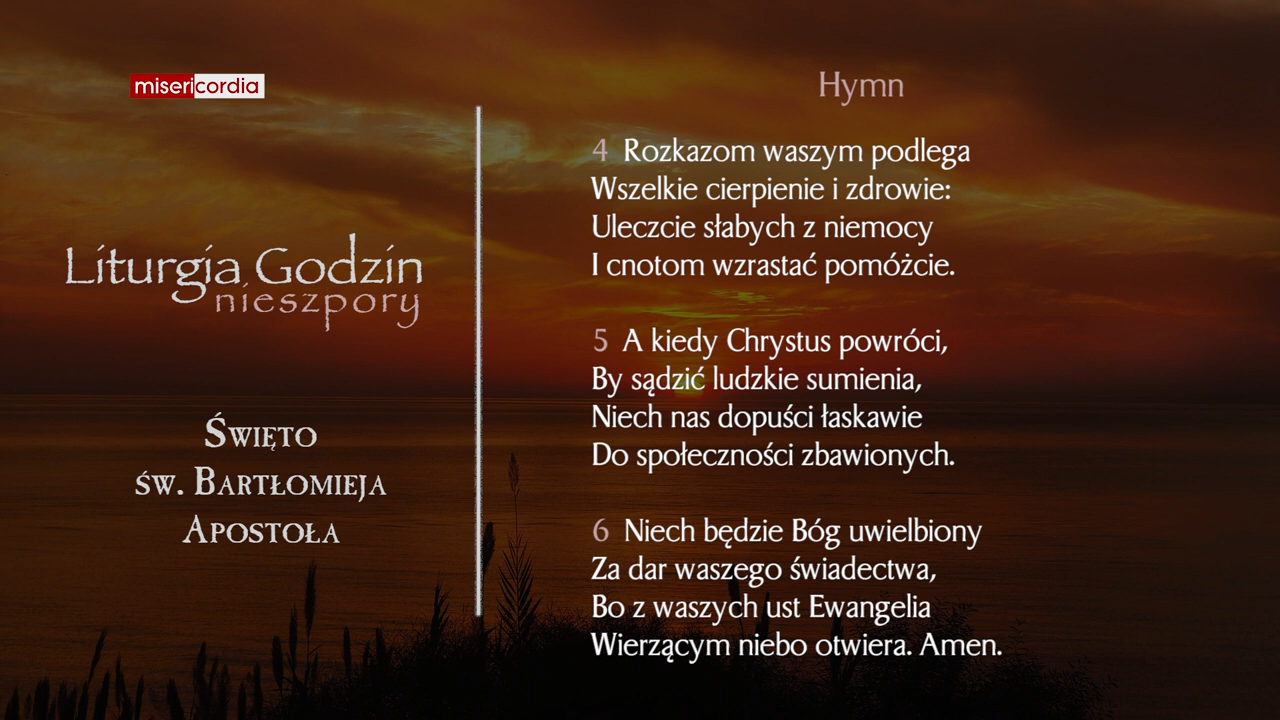 misericordia
Liturgia Godzin
nieszpory
Święto
św. Bartłomieja
Apostoła
Hymn
4 Rozkazom waszym podlega
Wszelkie cierpienie i zdrowie:
Uleczcie słabych z niemocy
I cnotom wzrastać pomóżcie.
5 A kiedy Chrystus powróci,
By sądzić ludzkie sumienia,
Niech nas dopuści łaskawie
Do społeczności zbawionych.
6 Niech będzie Bóg uwielbiony
Za dar waszego świadectwa,
Bo z waszych ust Ewangelia
Wierzącym niebo otwiera. Amen.